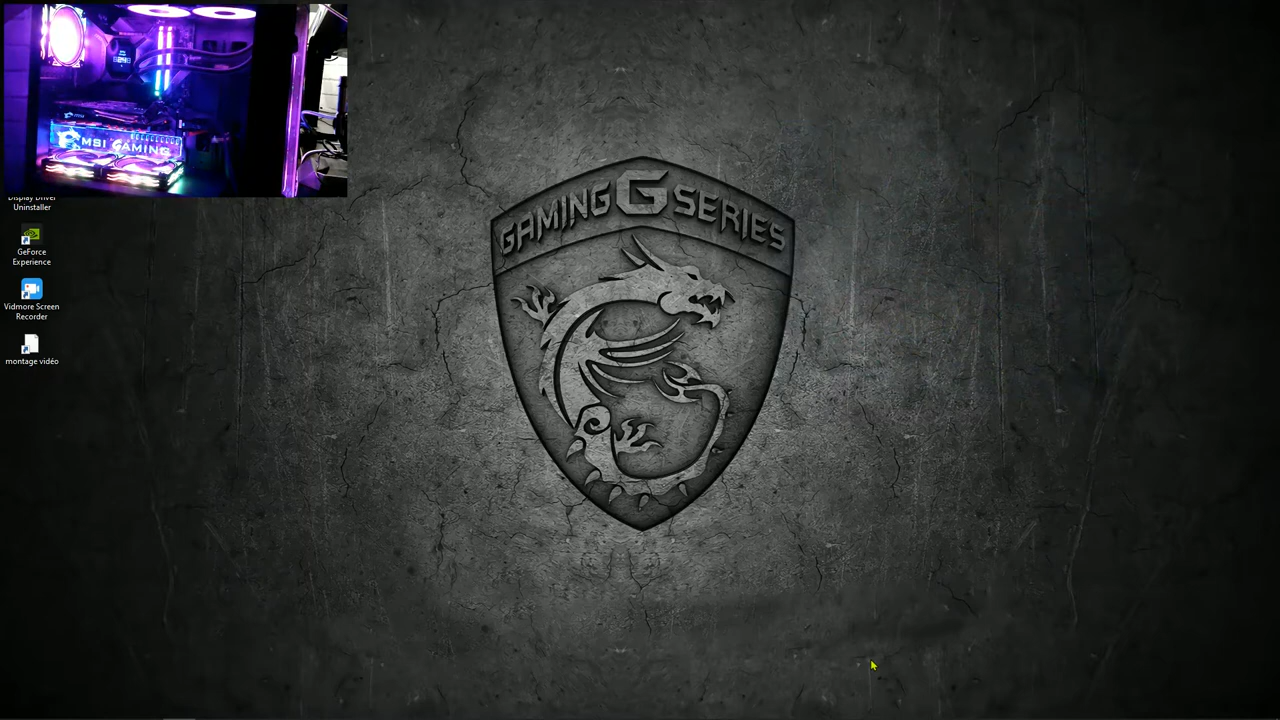 MSI GAMING
Display Driver
Uninstaller
GeForce
Experience
Vidmore Screen
Recorder
montage vidéo
GAMING G SERIES